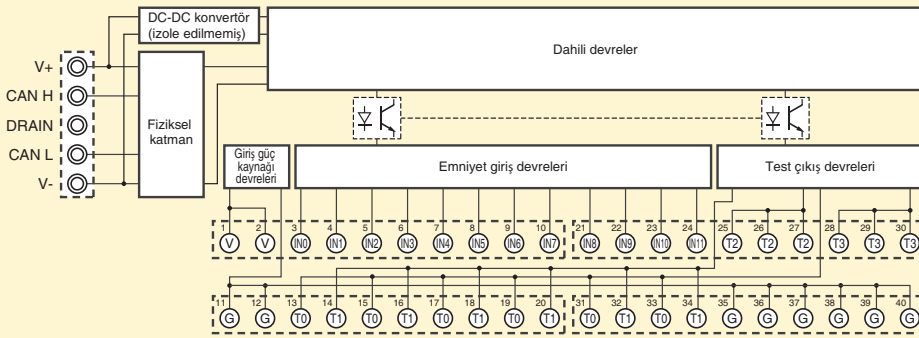 DC-DC konvertör
(izole edilmemiş)
Dahili devreler
V+
CAN H
DRAIN
CAN L
V-
Fiziksel
katman
Giriş güç
kaynağı
devreleri
Emniyet giriş devreleri
Test çıkış devreleri
1 2 3 4 5 6 7 8 9 10 21 22 23 24 25 26 27 28 29 30
V V IN0 IN1 IN2 IN3 IN4 IN5 IN6 IN7 IN8 IN9 IN10 IN11 T2 T2 T2 T3 T3 T3
11 12 13 14 15 16 17 18 19 20 31 32 33 34 35 36 37 38 39 40
G G T0 T1 T0 T1 T0 T1 T0 T1 T0 T1 T0 T1 G G G G G G